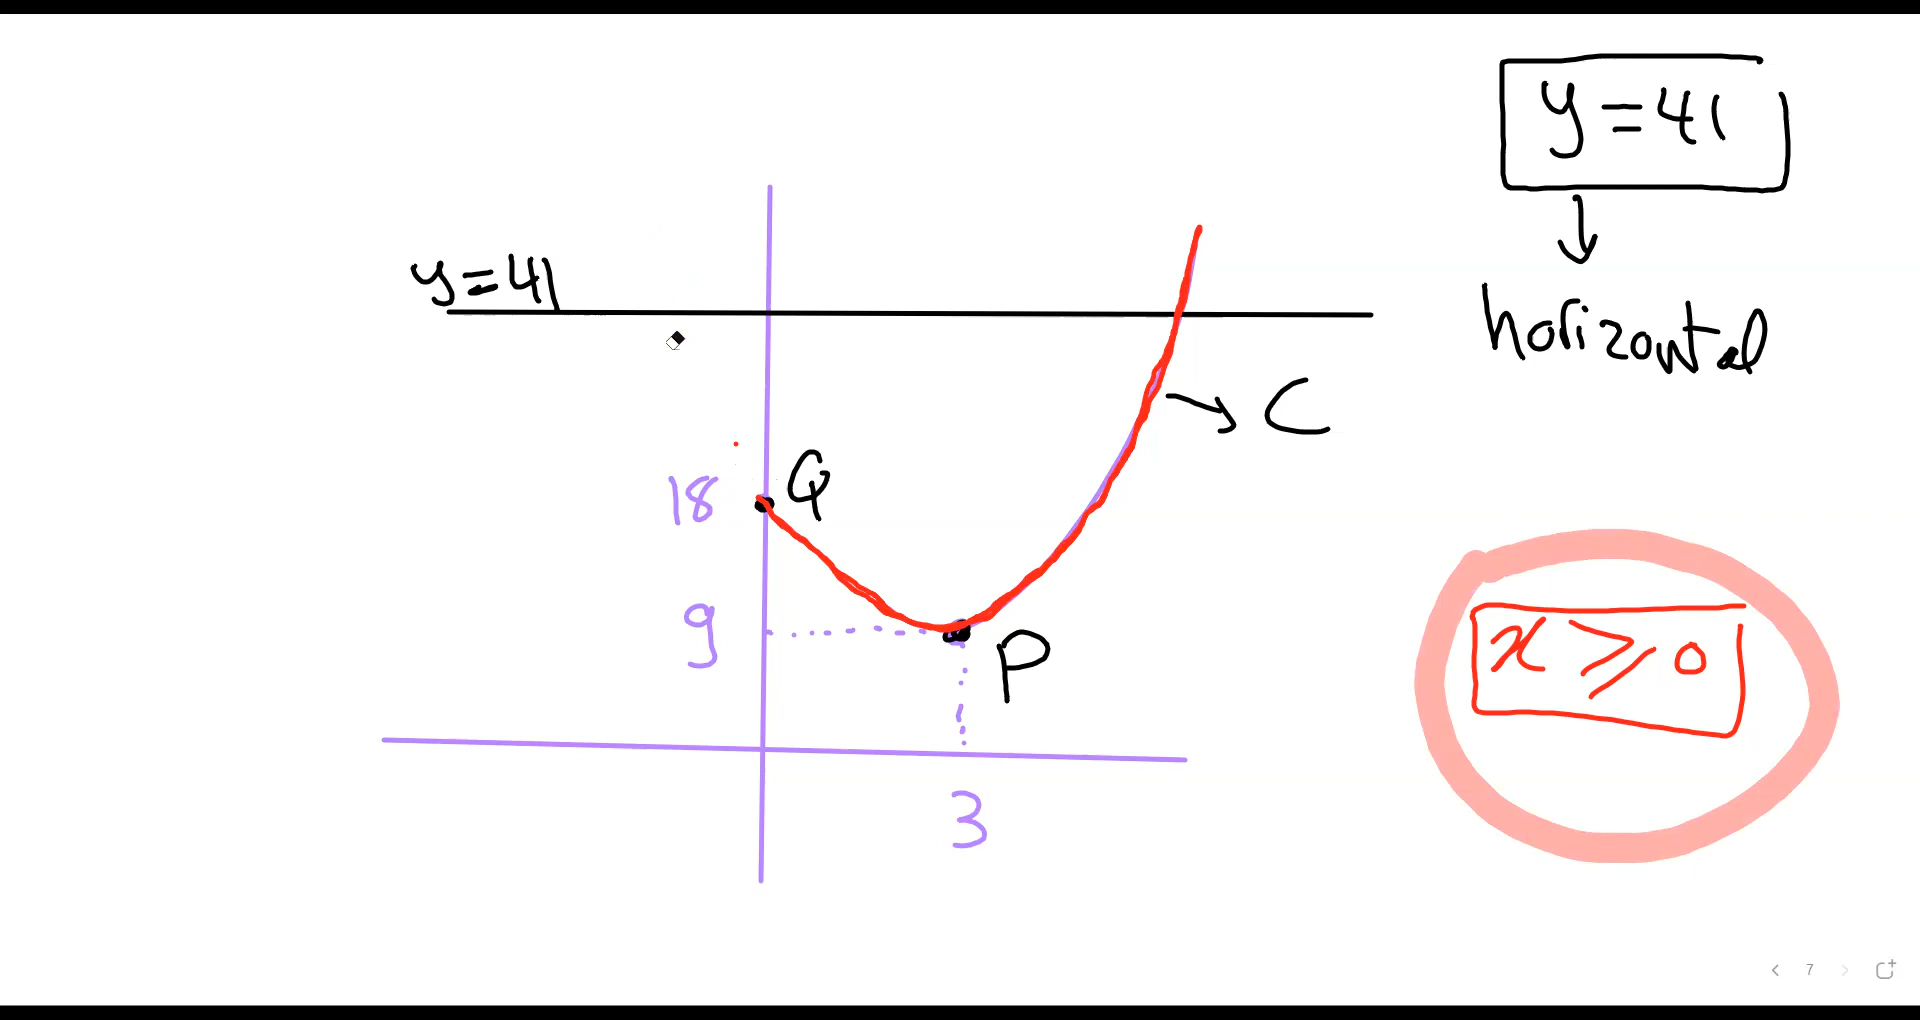 y = 41
horizontal
y = 41
C
Q
18
9
P
x ⩾ 0
3
7